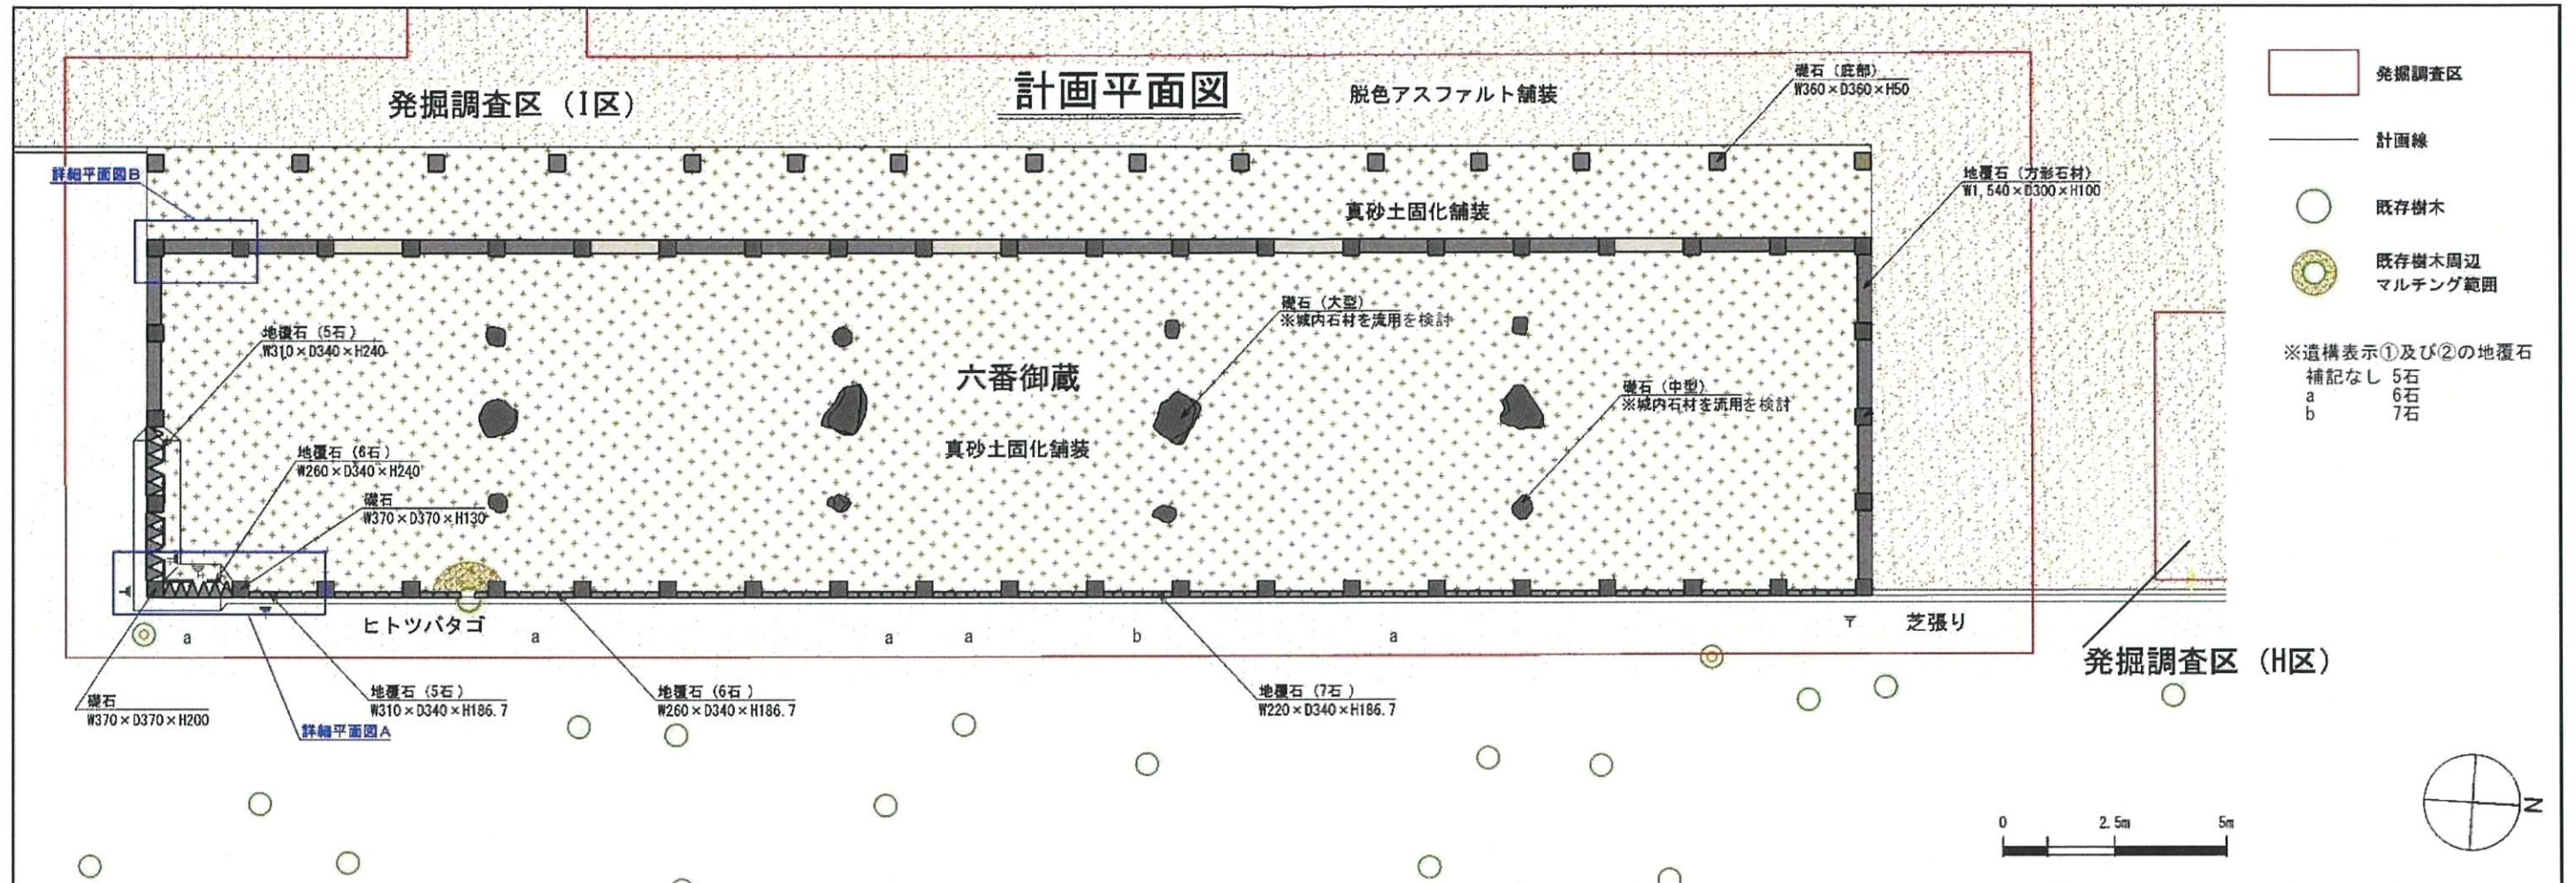 計画平面図
発掘調査区（I区）
脱色アスファルト舗装
礎石（庇部）
W360×D360×H50
詳細平面図B
真砂土固化舗装
地覆石（方形石材）
W1,540×D300×H100
地覆石（5石）
W310×D340×H240
礎石（大型）
※城内石材を流用を検討
六番御蔵
礎石（中型）
※城内石材を流用を検討
真砂土固化舗装
地覆石（6石）
W260×D340×H240
礎石
W370×D370×H130
ヒトツバタゴ
芝張り
a
a
a
a
b
a
発掘調査区（H区）
礎石
W370×D370×H200
地覆石（5石）
W310×D340×H186.7
詳細平面図A
地覆石（6石）
W260×D340×H186.7
地覆石（7石）
W220×D340×H186.7
発掘調査区
計画線
既存樹木
既存樹木周辺
マルチング範囲
※遺構表示①及び②の地覆石
補記なし 5石
a 6石
b 7石
N
0 2.5m 5m